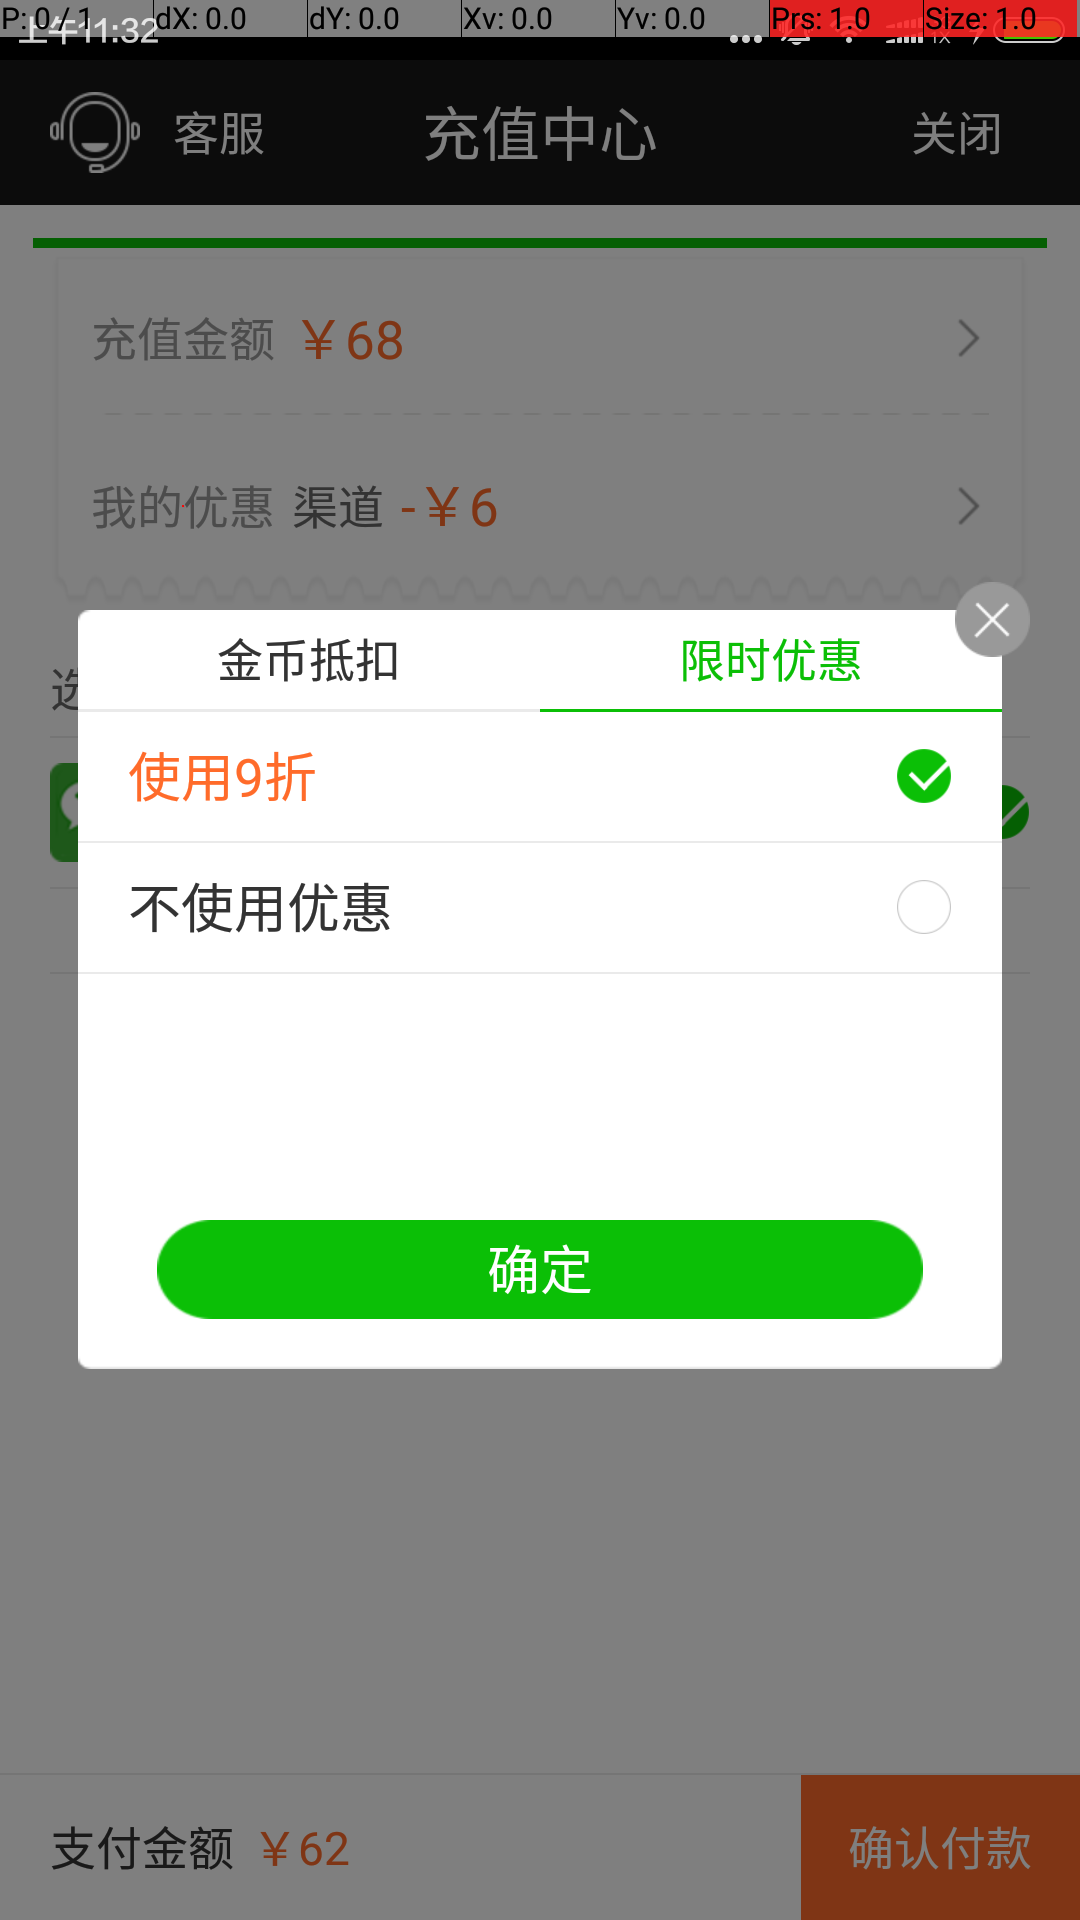 P: 0 / 1 dX: 0.0 dY: 0.0 Xv: 0.0 Yv: 0.0 Prs: 1.0 Size: 1.0
上午11:32
客服 充值中心 关闭
充值金额 ￥68
我的优惠 渠道 -￥6
选
金币抵扣 限时优惠
使用9折
不使用优惠
确定
支付金额 ￥62 确认付款